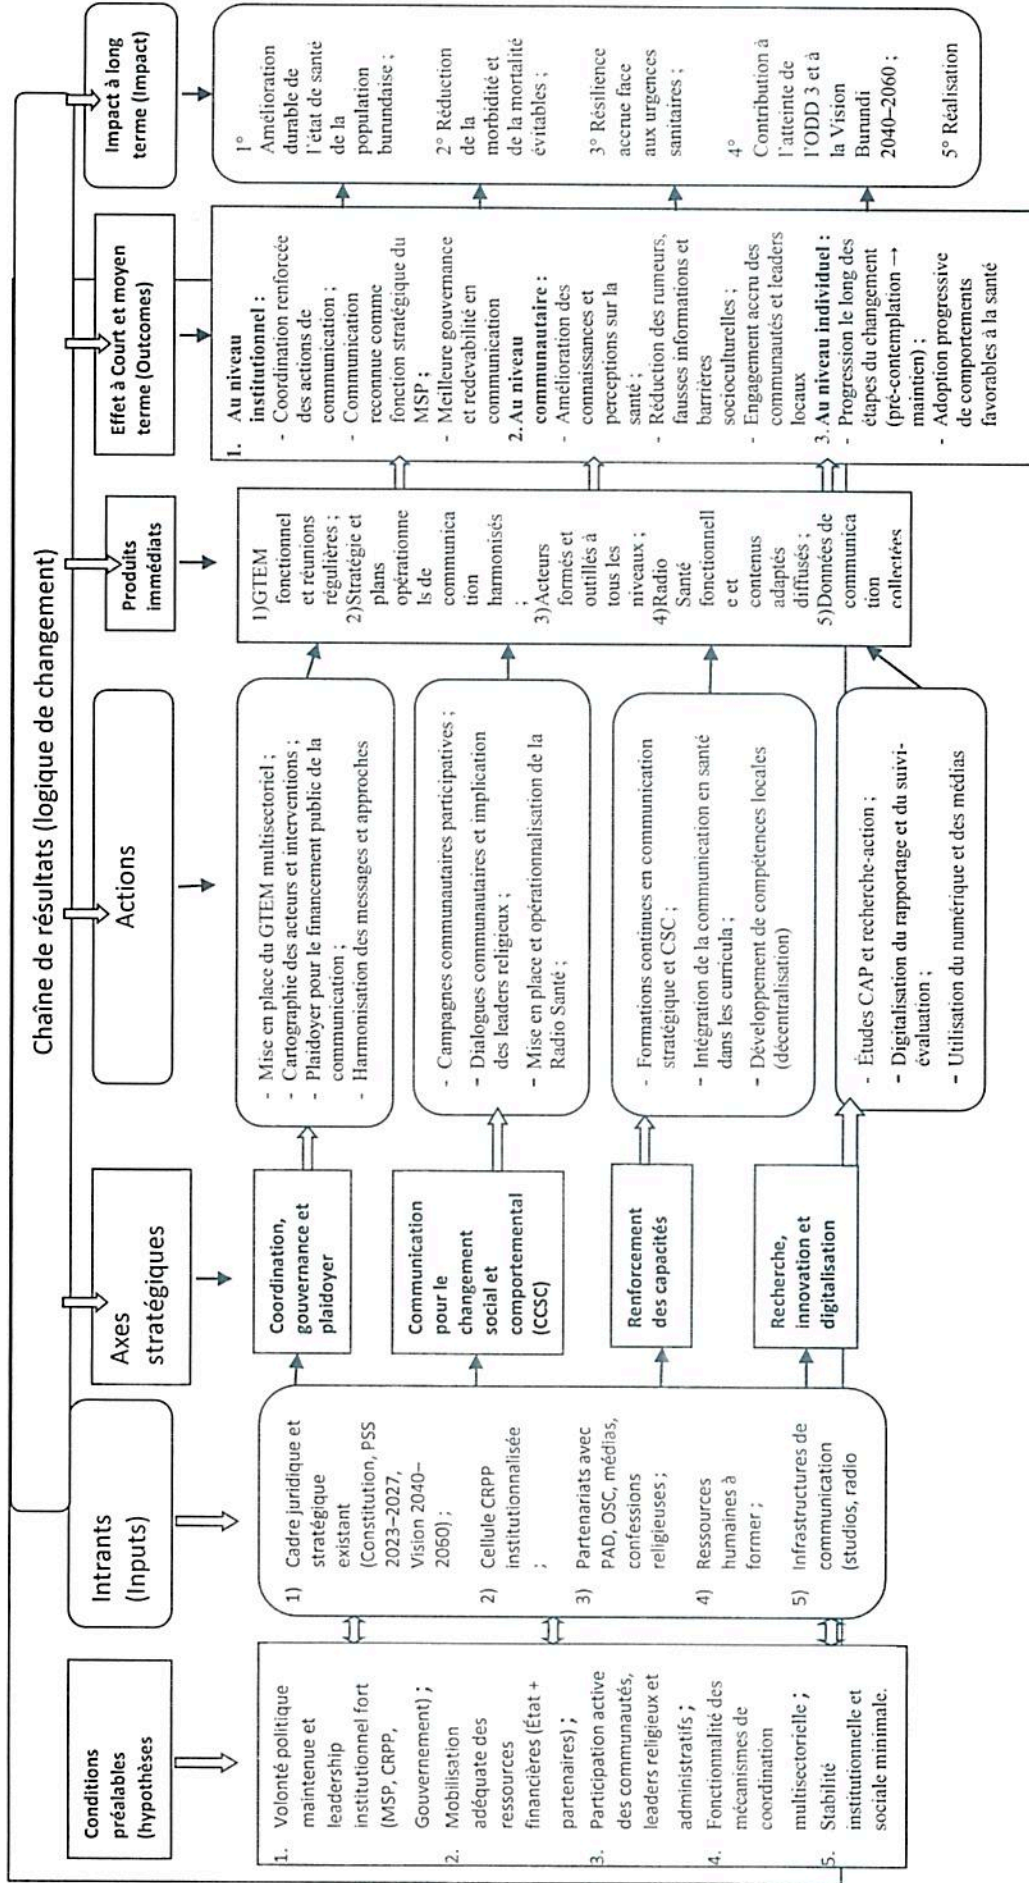 Chaîne de résultats (logique de changement)
Conditions
préalables
(hypothèses)
Intrants
(Inputs)
Axes
stratégiques
Actions
Produits
immédiats
Effet à Court et moyen
terme (Outcomes)
Impact à long
terme (Impact)
1. Volonté politique
maintenue et
leadership
institutionnel fort
(MSP, CRPP,
Gouvernement) ;
2. Mobilisation
adéquate des
ressources
financières (État +
partenaires) ;
3. Participation active
des communautés,
leaders religieux et
administratifs ;
4. Fonctionnalité des
mécanismes de
coordination
multisectorielle ;
5. Stabilité
institutionnelle et
sociale minimale.
1) Cadre juridique et
stratégique
existant
(Constitution, PSS
2023–2027,
Vision 2040–
2060) ;
2) Cellule CRPP
institutionnalisée
;
3) Partenariats avec
PAD, OSC, médias,
confessions
religieuses ;
4) Ressources
humaines à
former ;
5) Infrastructures de
communication
(studios, radio
Coordination,
gouvernance et
plaidoyer
Communication
pour le
changement
social et
comportemental
(CCSC)
Renforcement
des capacités
Recherche,
innovation et
digitalisation
- Mise en place du GTEM multisectoriel ;
- Cartographie des acteurs et interventions ;
- Plaidoyer pour le financement public de la
communication ;
- Harmonisation des messages et approches
- Campagnes communautaires participatives ;
- Dialogues communautaires et implication
des leaders religieux ;
- Mise en place et opérationnalisation de la
Radio Santé ;
- Formations continues en communication
stratégique et CSC ;
- Intégration de la communication en santé
dans les curricula ;
- Développement de compétences locales
(décentralisation)
- Études CAP et recherche-action ;
- Digitalisation du rapportage et du suivi-
évaluation ;
- Utilisation du numérique et des médias
1)GTEM
fonctionnel
et réunions
régulières ;
2)Stratégie et
plans
opérationne
ls de
communica
tion
harmonisés
;
3)Acteurs
formés et
outillés à
tous les
niveaux ;
4)Radio
Santé
fonctionnell
e et
contenus
adaptés
diffusés ;
5)Données de
communica
tion
collectées
1. Au niveau
institutionnel :
- Coordination renforcée
des actions de
communication ;
- Communication
reconnue comme
fonction stratégique du
MSP ;
- Meilleure gouvernance
et redevabilité en
communication
2. Au niveau
communautaire :
- Amélioration des
connaissances et
perceptions sur la
santé ;
- Réduction des rumeurs,
fausses informations et
barrières
socioculturelles ;
- Engagement accru des
communautés et leaders
locaux
3. Au niveau individuel :
- Progression le long des
étapes du changement
(pré-contemplation →
maintien) ;
- Adoption progressive
de comportements
favorables à la santé
1°
Amélioration
durable de
l'état de santé
de la
population
burundaise ;
2° Réduction
de la
morbidité et
de la mortalité
évitables ;
3° Résilience
accrue face
aux urgences
sanitaires ;
4°
Contribution à
l'atteinte de
l'ODD 3 et à
la Vision
Burundi
2040–2060 ;
5° Réalisation